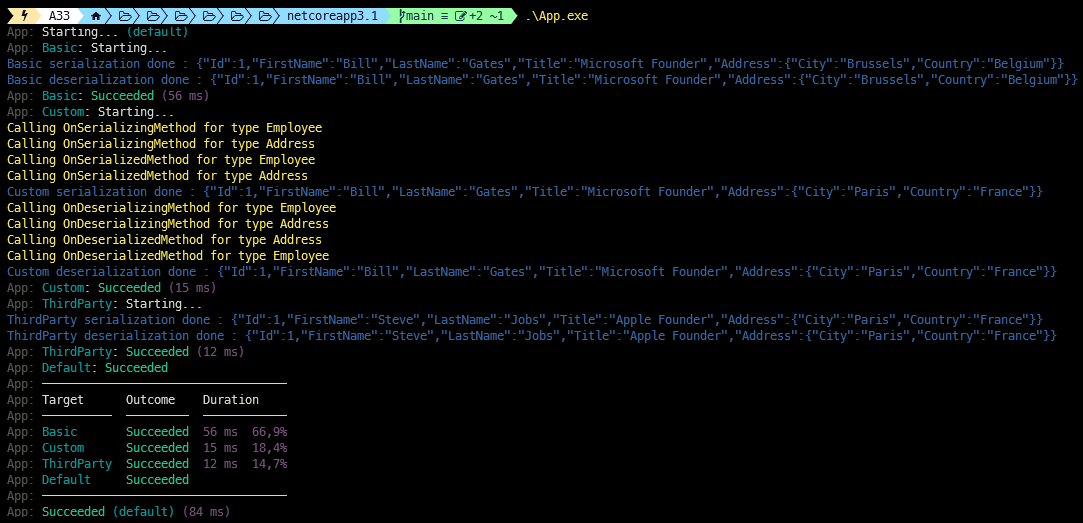 A33 netcoreapp3.1 main ≡ +2 ~1 .\App.exe
App: Starting... (default)
App: Basic: Starting...
Basic serialization done : {"Id":1,"FirstName":"Bill","LastName":"Gates","Title":"Microsoft Founder","Address":{"City":"Brussels","Country":"Belgium"}}
Basic deserialization done : {"Id":1,"FirstName":"Bill","LastName":"Gates","Title":"Microsoft Founder","Address":{"City":"Brussels","Country":"Belgium"}}
App: Basic: Succeeded (56 ms)
App: Custom: Starting...
Calling OnSerializingMethod for type Employee
Calling OnSerializingMethod for type Address
Calling OnSerializedMethod for type Employee
Calling OnSerializedMethod for type Address
Custom serialization done : {"Id":1,"FirstName":"Bill","LastName":"Gates","Title":"Microsoft Founder","Address":{"City":"Paris","Country":"France"}}
Calling OnDeserializingMethod for type Employee
Calling OnDeserializingMethod for type Address
Calling OnDeserializedMethod for type Address
Calling OnDeserializedMethod for type Employee
Custom deserialization done : {"Id":1,"FirstName":"Bill","LastName":"Gates","Title":"Microsoft Founder","Address":{"City":"Paris","Country":"France"}}
App: Custom: Succeeded (15 ms)
App: ThirdParty: Starting...
ThirdParty serialization done : {"Id":1,"FirstName":"Steve","LastName":"Jobs","Title":"Apple Founder","Address":{"City":"Paris","Country":"France"}}
ThirdParty deserialization done : {"Id":1,"FirstName":"Steve","LastName":"Jobs","Title":"Apple Founder","Address":{"City":"Paris","Country":"France"}}
App: ThirdParty: Succeeded (12 ms)
App: Default: Succeeded
App:
App: Target Outcome Duration
App:
App: Basic Succeeded 56 ms 66,9%
App: Custom Succeeded 15 ms 18,4%
App: ThirdParty Succeeded 12 ms 14,7%
App: Default Succeeded
App:
App: Succeeded (default) (84 ms)